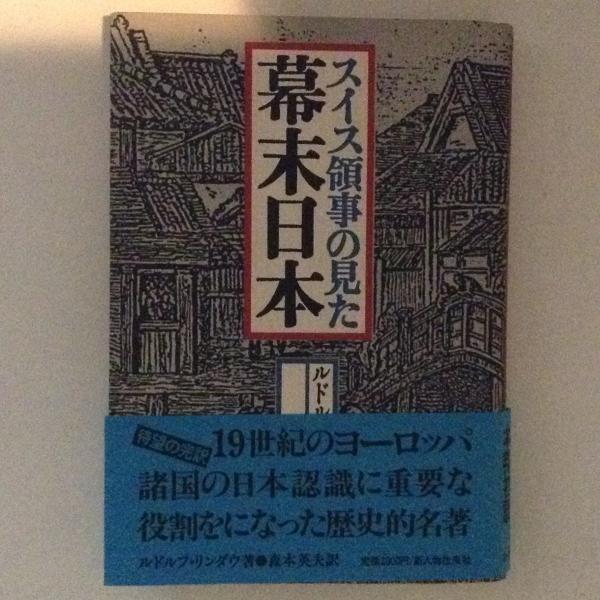 スイス領事の見た
幕末日本
ルドル
待望の完訳
19世紀のヨーロッパ
諸国の日本認識に重要な
役割をになった歴史的名著
ルドルフ・リンダウ著●森本英夫訳
新人物往来社